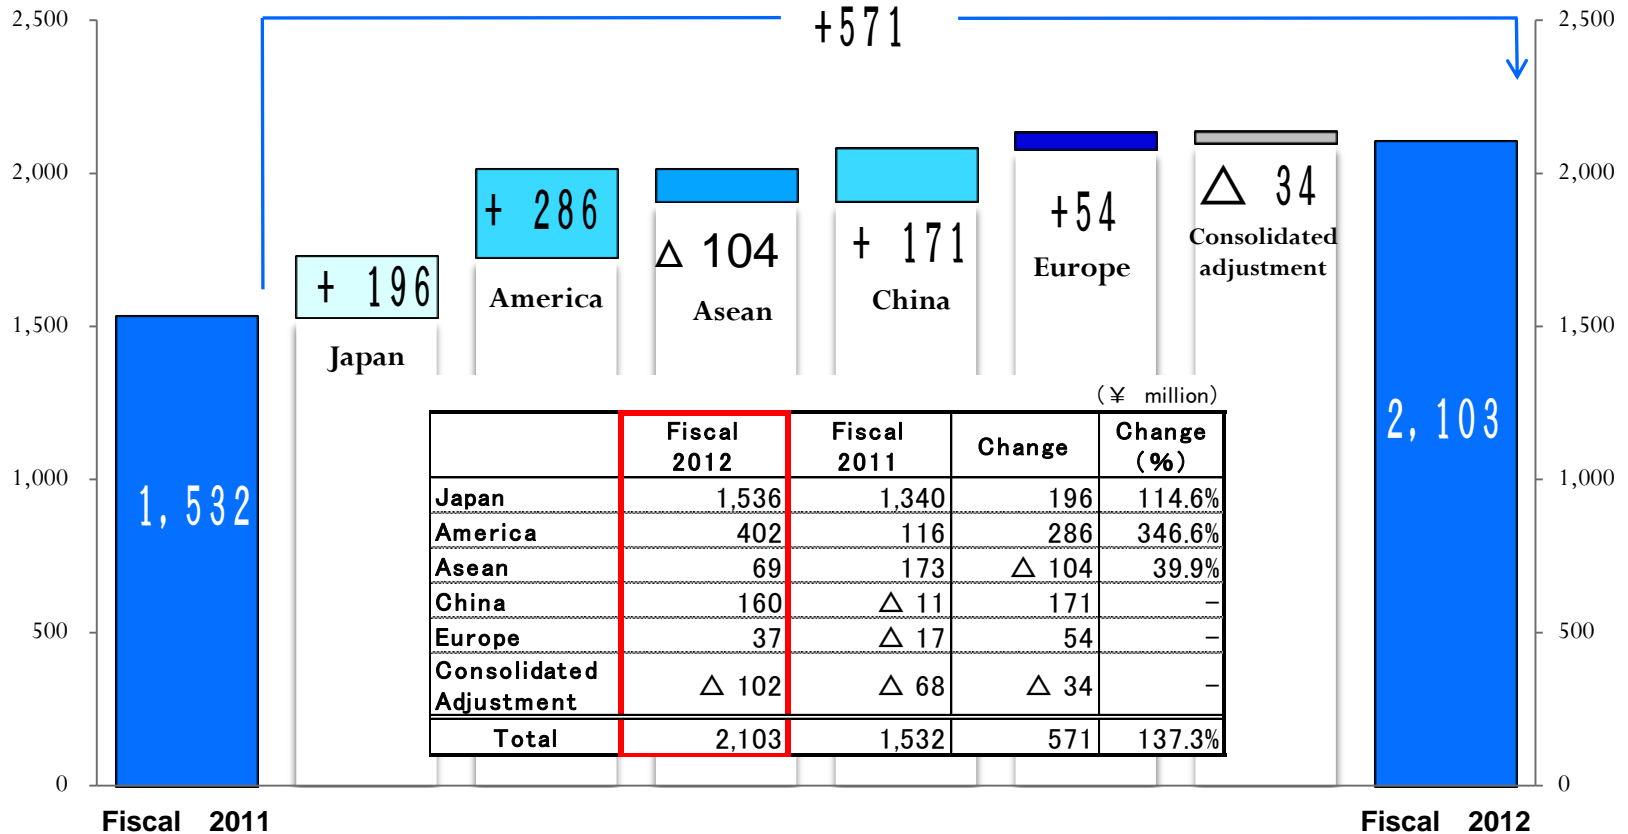 2,500
+571
2,500
2,000
2,000
+ 196
Japan
+ 286
America
△ 104
Asean
+ 171
China
+54
Europe
△ 34
Consolidated
adjustment
1,500
1,500
1,000
1,000
500
500
0
0
1,532
2,103
(¥ million)
Fiscal 2012 Fiscal 2011 Change Change (%)
Japan 1,536 1,340 196 114.6%
America 402 116 286 346.6%
Asean 69 173 △ 104 39.9%
China 160 △ 11 171 -
Europe 37 △ 17 54 -
Consolidated Adjustment △ 102 △ 68 △ 34 -
Total 2,103 1,532 571 137.3%
Fiscal 2011
Fiscal 2012